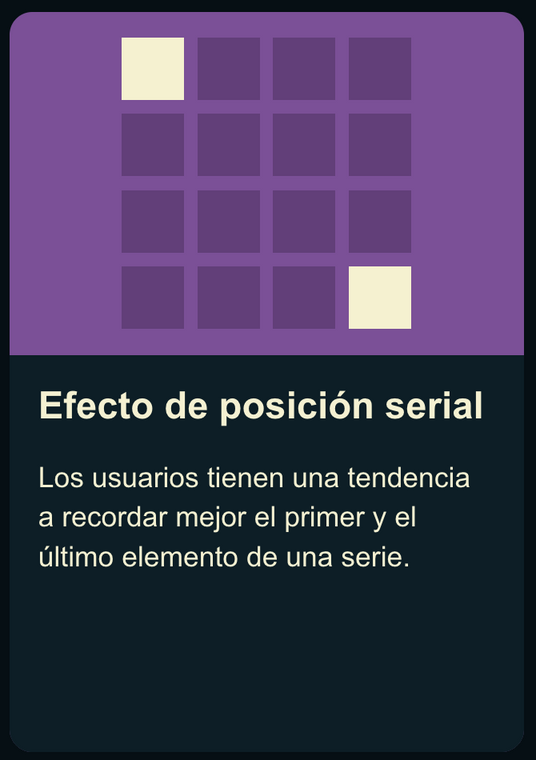 Efecto de posición serial
Los usuarios tienen una tendencia
a recordar mejor el primer y el
último elemento de una serie.